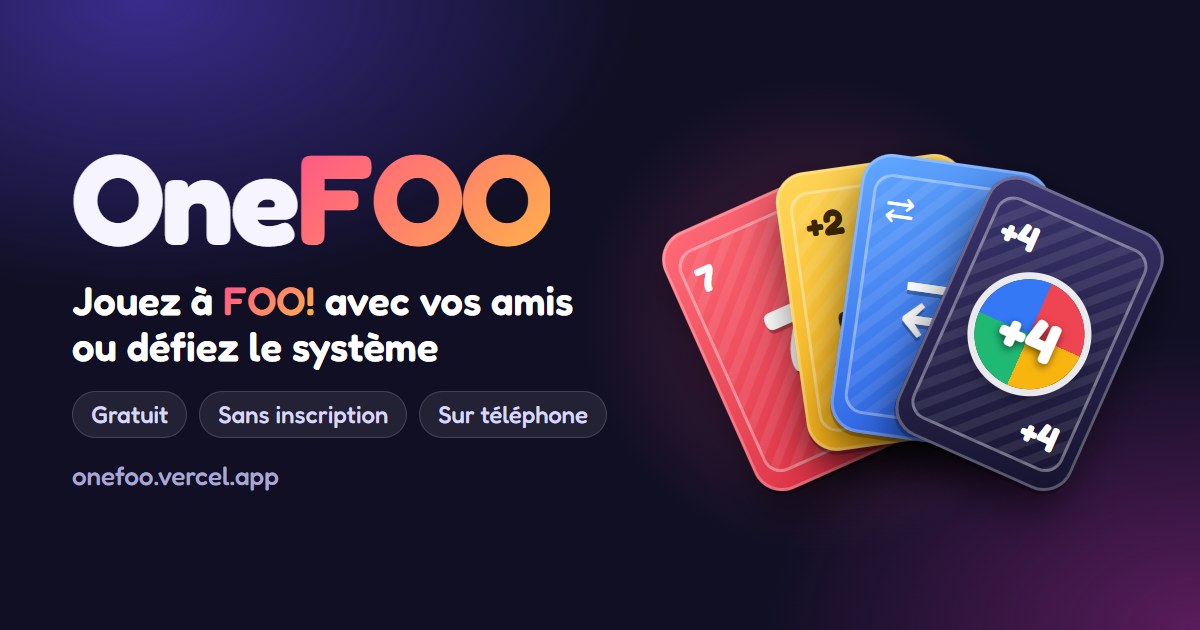 OneFOO
Jouez à FOO! avec vos amis
ou défiez le système
Gratuit
Sans inscription
Sur téléphone
onefoo.vercel.app
7
+2
+4
+4
+4